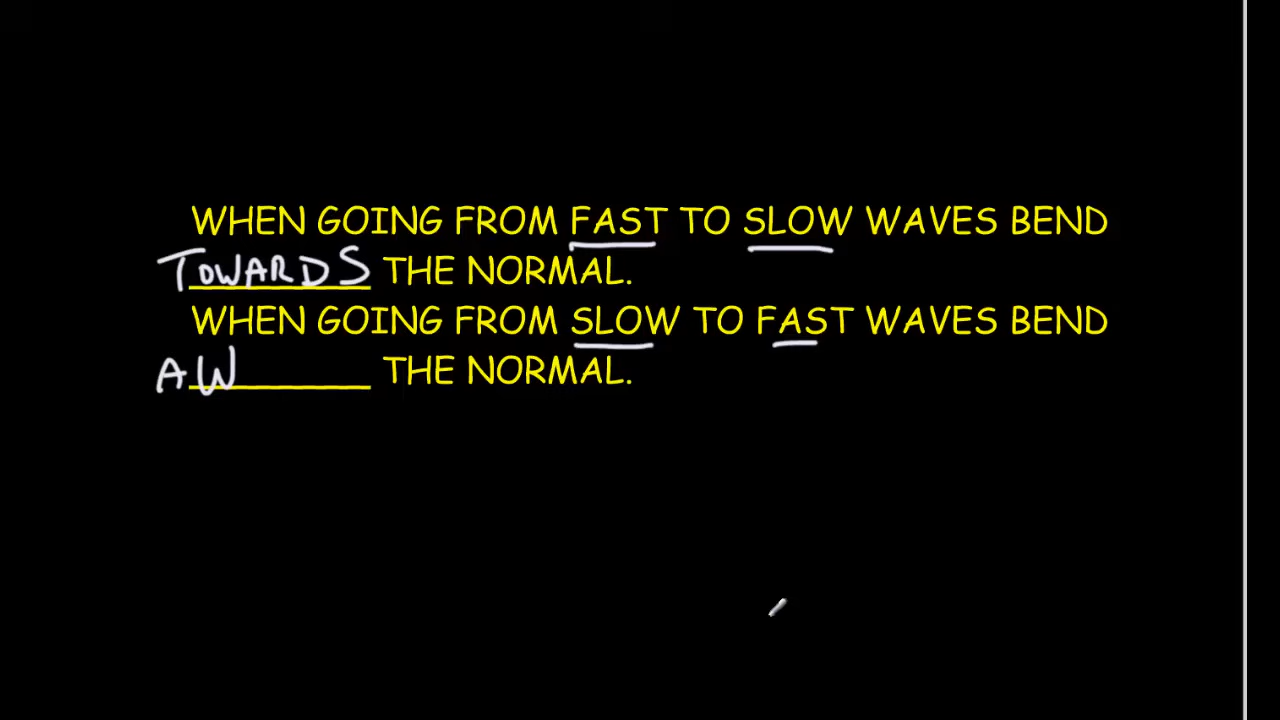 WHEN GOING FROM FAST TO SLOW WAVES BEND
TOWARDS THE NORMAL.
WHEN GOING FROM SLOW TO FAST WAVES BEND
AW______ THE NORMAL.